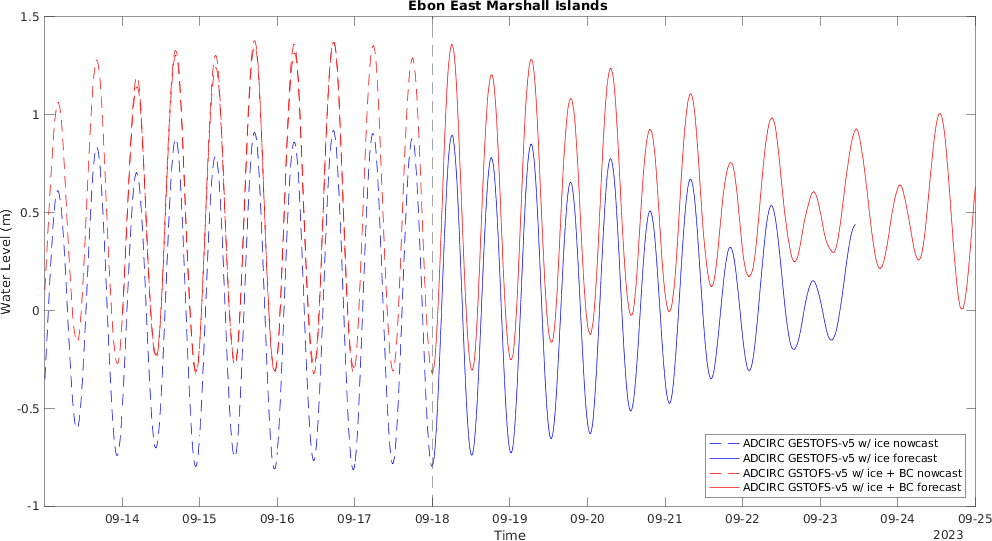 Ebon East Marshall Islands
1.5
1
0.5
0
-0.5
-1
Water Level (m)
09-14 09-15 09-16 09-17 09-18 09-19 09-20 09-21 09-22 09-23 09-24 09-25
Time
2023
ADCIRC GESTOFS-v5 w/ ice nowcast
ADCIRC GESTOFS-v5 w/ ice forecast
ADCIRC GSTOFS-v5 w/ ice + BC nowcast
ADCIRC GSTOFS-v5 w/ ice + BC forecast